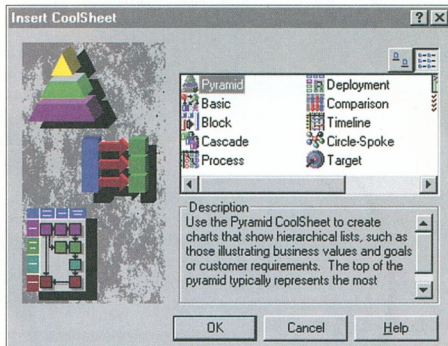 Insert CoolSheet
Pyramid
Basic
Block
Cascade
Process
Deployment
Comparison
Timeline
Circle-Spoke
Target
Description
Use the Pyramid CoolSheet to create
charts that show hierarchical lists, such as
those illustrating business values and goals
or customer requirements. The top of the
pyramid typically represents the most
OK
Cancel
Help